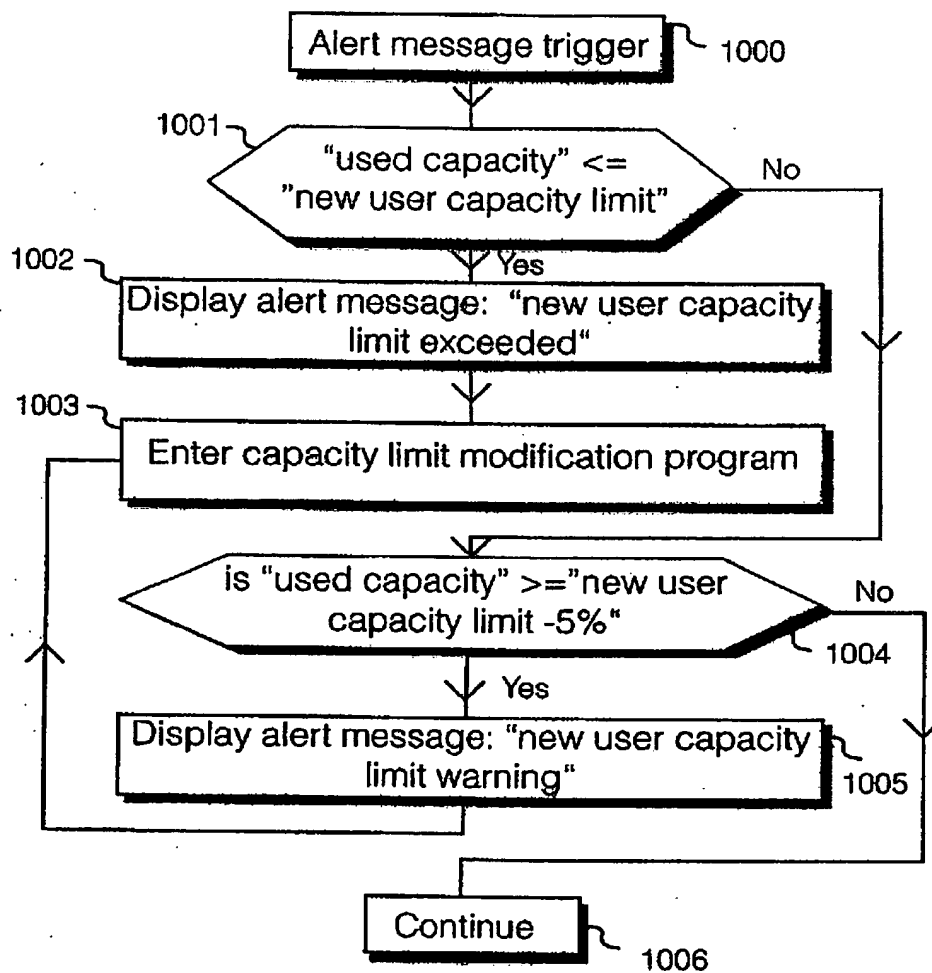 Alert message trigger
1000
1001
"used capacity" <=
"new user capacity limit"
No
Yes
1002
Display alert message: "new user capacity
limit exceeded"
1003
Enter capacity limit modification program
is "used capacity" >="new user
capacity limit -5%"
No
1004
Yes
Display alert message: "new user capacity
limit warning"
1005
Continue
1006